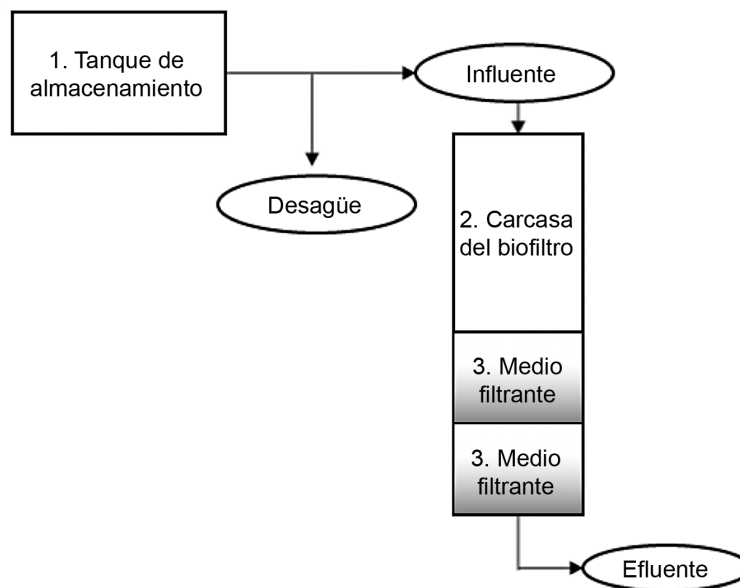 1. Tanque de
almacenamiento
Influente
Desagüe
2. Carcasa
del biofiltro
3. Medio
filtrante
3. Medio
filtrante
Efluente